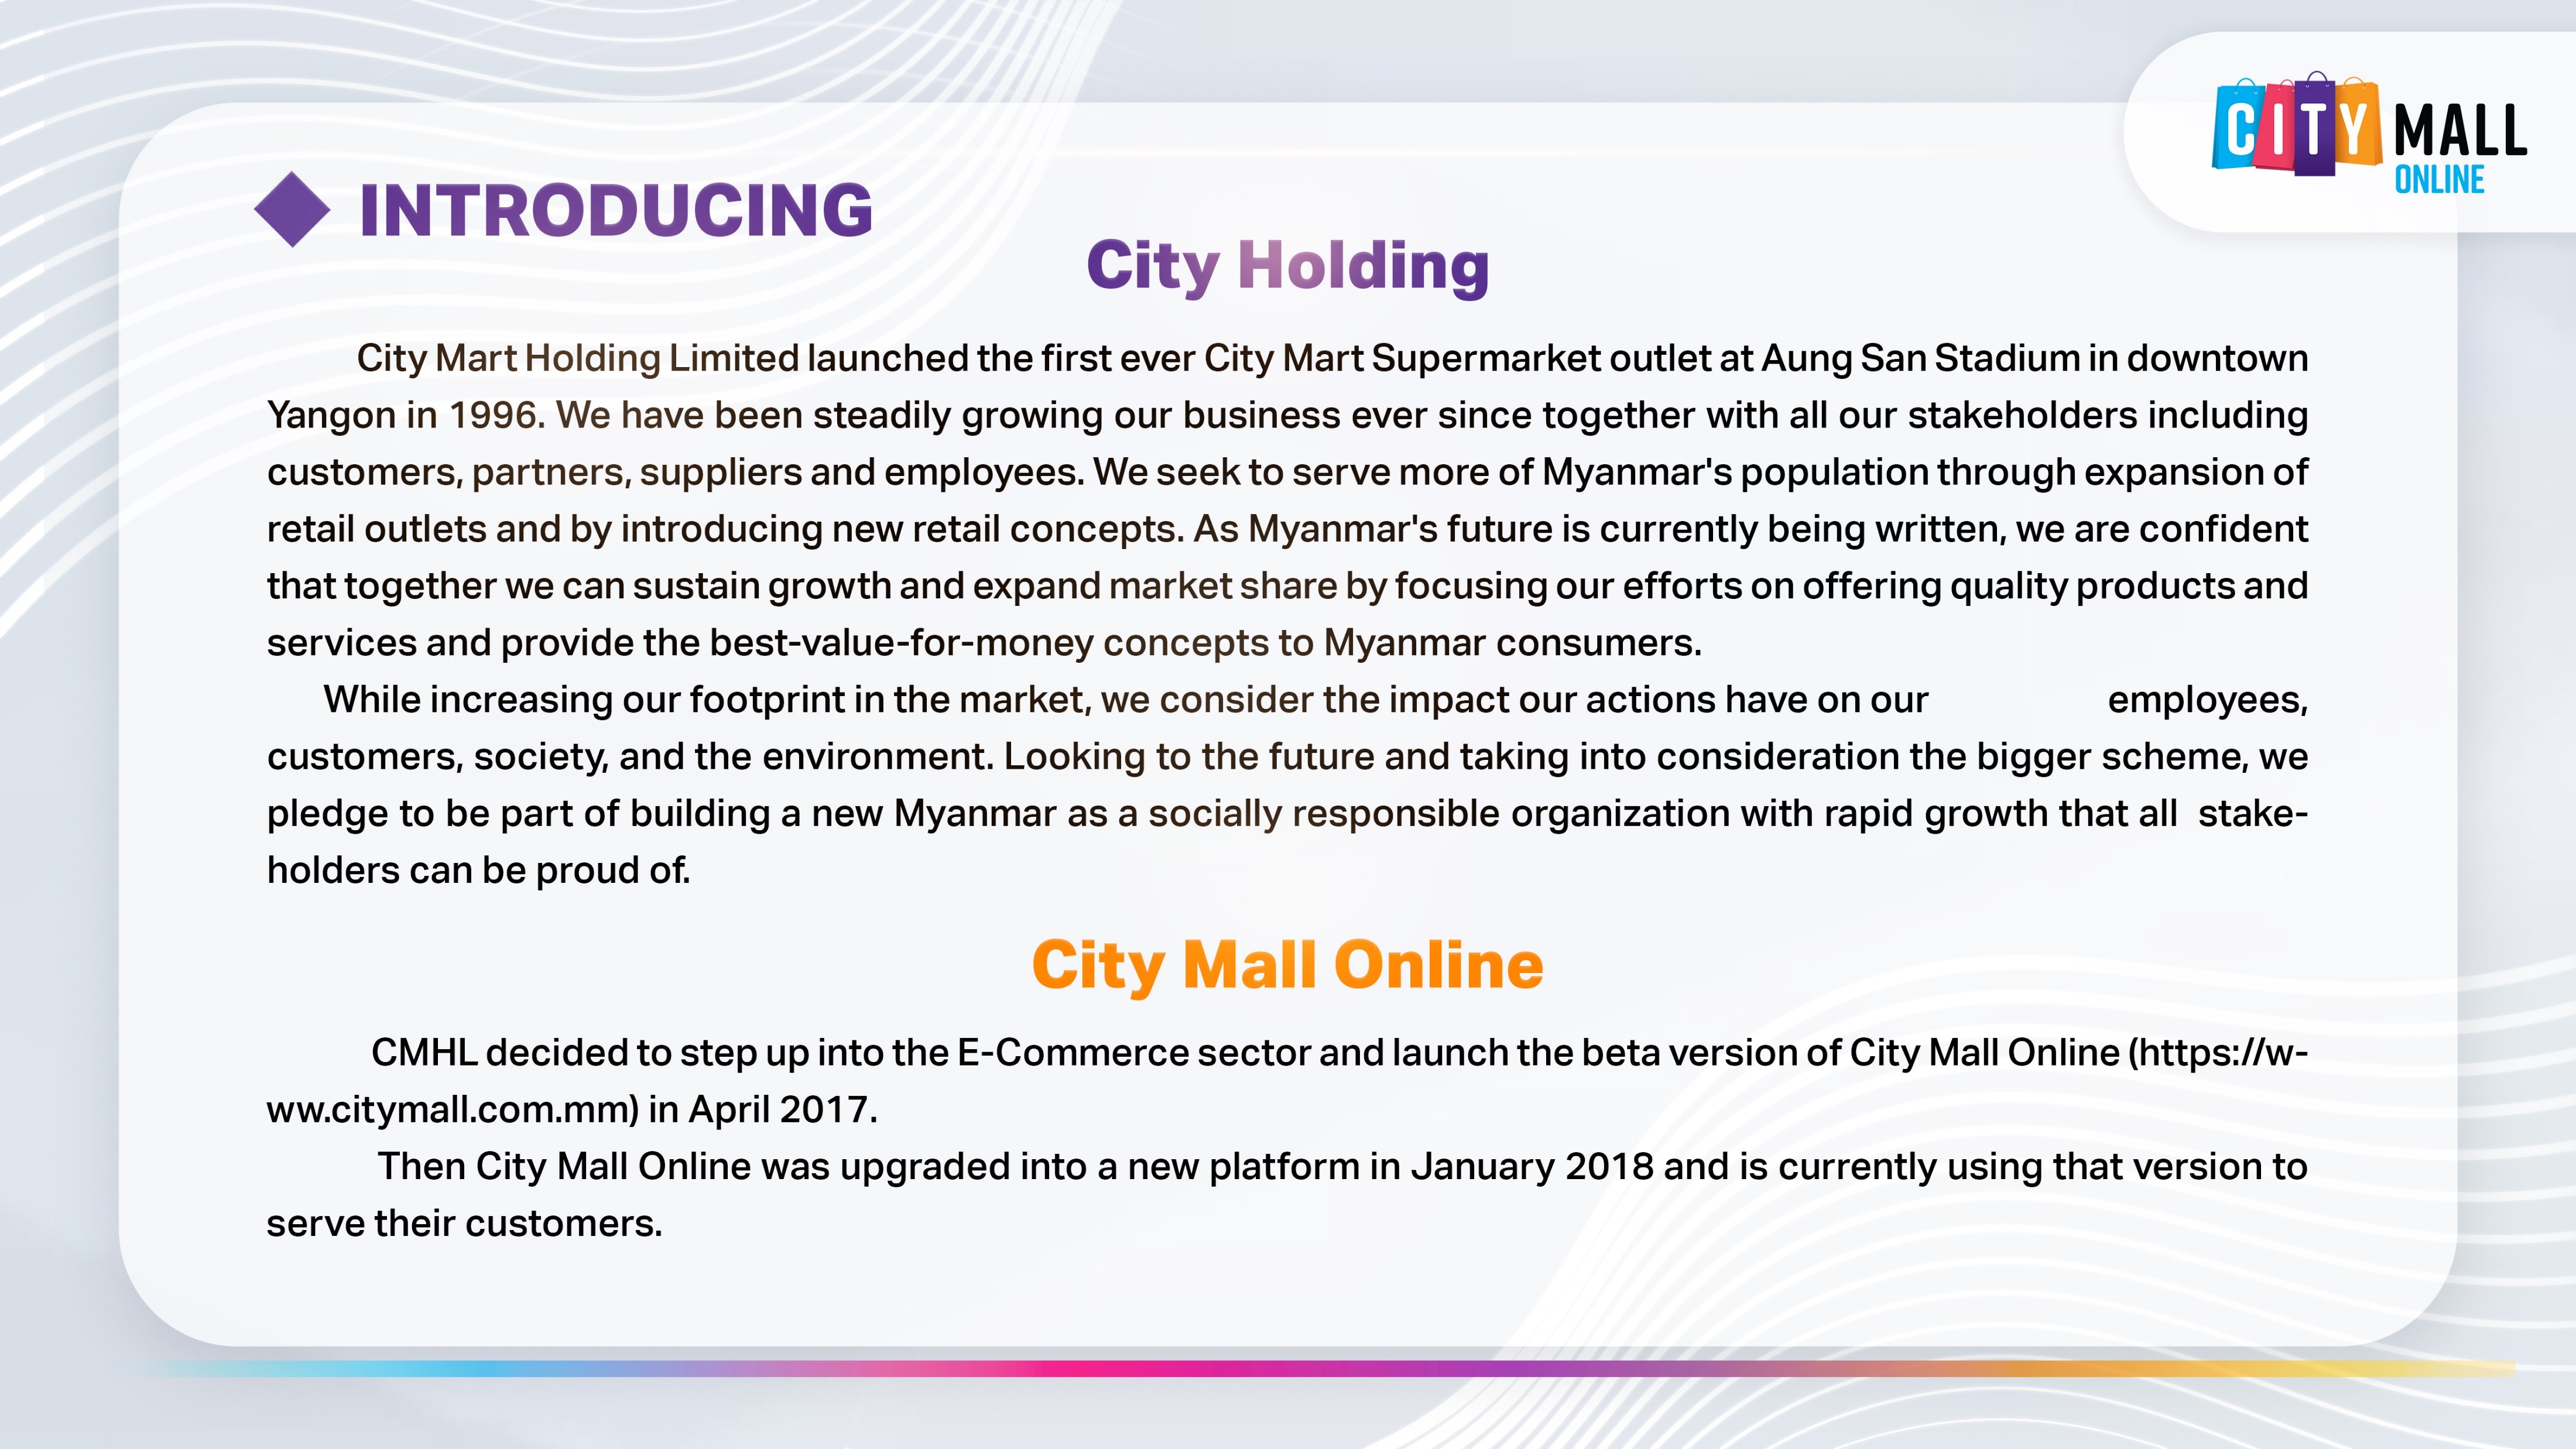 CITY MALL
ONLINE
INTRODUCING
City Holding
City Mart Holding Limited launched the first ever City Mart Supermarket outlet at Aung San Stadium in downtown
Yangon in 1996. We have been steadily growing our business ever since together with all our stakeholders including
customers, partners, suppliers and employees. We seek to serve more of Myanmar's population through expansion of
retail outlets and by introducing new retail concepts. As Myanmar's future is currently being written, we are confident
that together we can sustain growth and expand market share by focusing our efforts on offering quality products and
services and provide the best-value-for-money concepts to Myanmar consumers.
While increasing our footprint in the market, we consider the impact our actions have on our employees,
customers, society, and the environment. Looking to the future and taking into consideration the bigger scheme, we
pledge to be part of building a new Myanmar as a socially responsible organization with rapid growth that all stake-
holders can be proud of.
City Mall Online
CMHL decided to step up into the E-Commerce sector and launch the beta version of City Mall Online (https://w-
ww.citymall.com.mm) in April 2017.
Then City Mall Online was upgraded into a new platform in January 2018 and is currently using that version to
serve their customers.